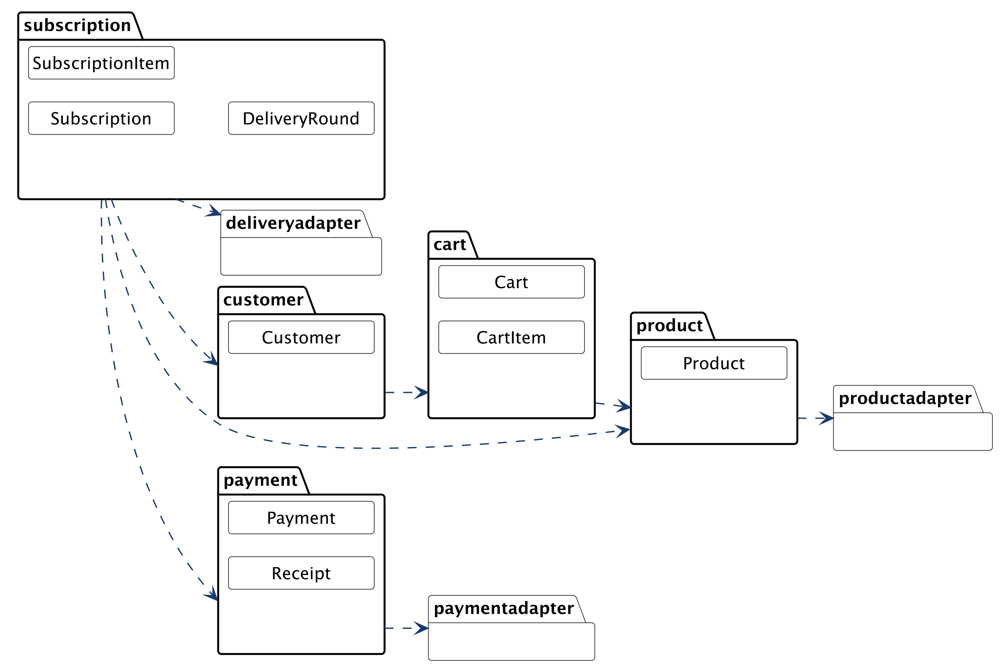 subscription
SubscriptionItem
Subscription
DeliveryRound
deliveryadapter
cart
Cart
CartItem
customer
Customer
product
Product
productadapter
payment
Payment
Receipt
paymentadapter